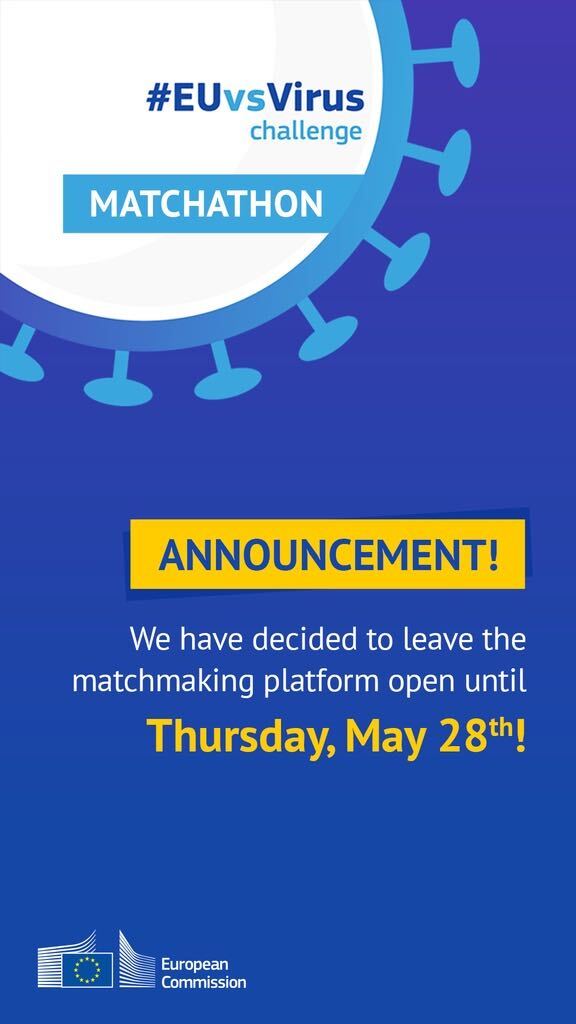 #EUvsVirus
challenge
MATCHATHON
ANNOUNCEMENT!
We have decided to leave the
matchmaking platform open until
Thursday, May 28th!
European
Commission